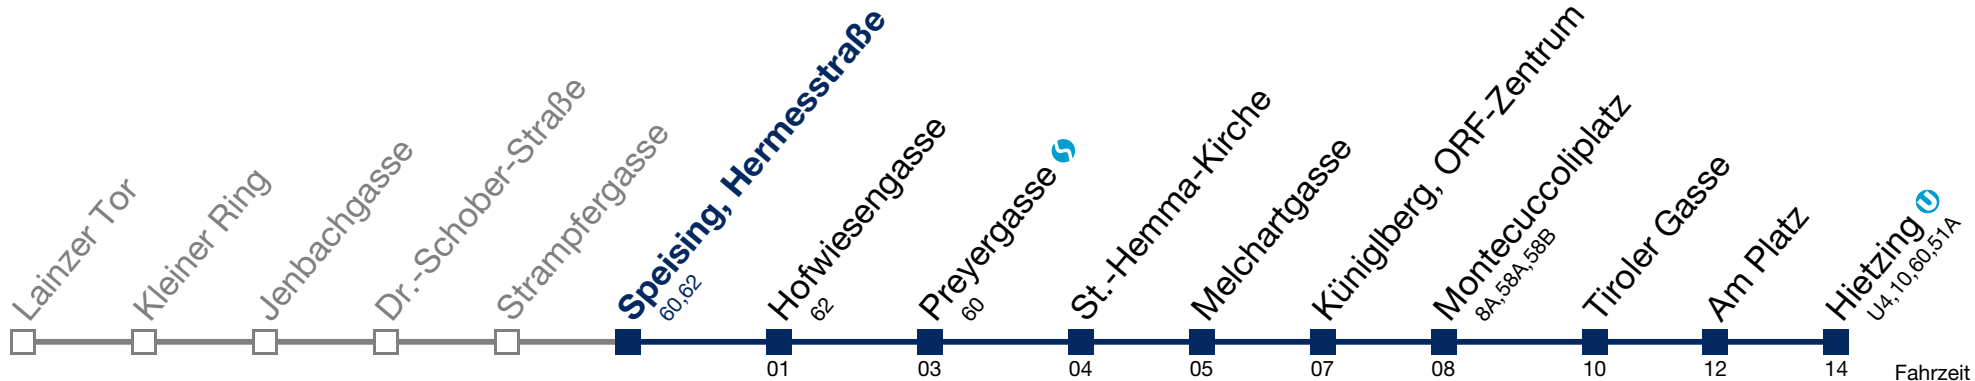 Lainzer Tor
Kleiner Ring
Jenbachgasse
Dr.-Schober-Straße
Strampfergasse
Speising, Hermesstraße
60,62
Hofwiesengasse
62
Preyergasse
60
St.-Hemma-Kirche
Melchartgasse
Küniglberg, ORF-Zentrum
Montecuccoliplatz
8A,58A,58B
Tiroler Gasse
Am Platz
Hietzing U
U4,10,60,51A
01 03 04 05 07 08 10 12 14 Fahrzeit